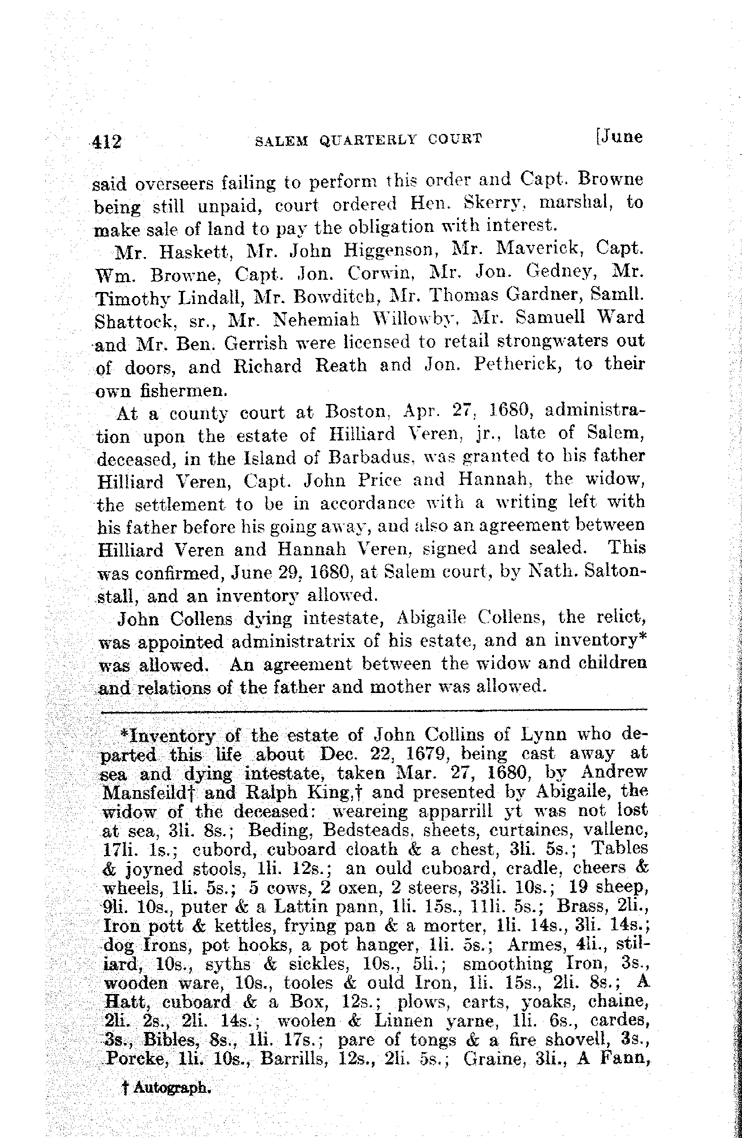 412 SALEM QUARTERLY COURT [June
said overseers failing to perform this order and Capt. Browne
being still unpaid, court ordered Hen. Skerry, marshal, to
make sale of land to pay the obligation with interest.
Mr. Haskett, Mr. John Higgenson, Mr. Maverick, Capt.
Wm. Browne, Capt. Jon. Corwin, Mr. Jon. Gedney, Mr.
Timothy Lindall, Mr. Bowditch, Mr. Thomas Gardner, Samll.
Shattock, sr., Mr. Nehemiah Willowby, Mr. Samuell Ward
and Mr. Ben. Gerrish were licensed to retail strongwaters out
of doors, and Richard Reath and Jon. Petherick, to their
own fishermen.
At a county court at Boston, Apr. 27, 1680, administra-
tion upon the estate of Hilliard Veren, jr., late of Salem,
deceased, in the Island of Barbadus, was granted to his father
Hilliard Veren, Capt. John Price and Hannah, the widow,
the settlement to be in accordance with a writing left with
his father before his going away, and also an agreement between
Hilliard Veren and Hannah Veren, signed and sealed. This
was confirmed, June 29, 1680, at Salem court, by Nath. Salton-
stall, and an inventory allowed.
John Collens dying intestate, Abigaile Collens, the relict,
was appointed administratrix of his estate, and an inventory*
was allowed. An agreement between the widow and children
and relations of the father and mother was allowed.
*Inventory of the estate of John Collins of Lynn who de-
parted this life about Dec. 22, 1679, being cast away at
sea and dying intestate, taken Mar. 27, 1680, by Andrew
Mansfeild† and Ralph King,† and presented by Abigaile, the
widow of the deceased: weareing apparrill yt was not lost
at sea, 3li. 8s.; Beding, Bedsteads, sheets, curtaines, vallenc,
17li. 1s.; cubord, cuboard cloath & a chest, 3li. 5s.; Tables
& joyned stools, 1li. 12s.; an ould cuboard, cradle, cheers &
wheels, 1li. 5s.; 5 cows, 2 oxen, 2 steers, 33li. 10s.; 19 sheep,
9li. 10s., puter & a Lattin pann, 1li. 15s., 11li. 5s.; Brass, 2li.,
Iron pott & kettles, frying pan & a morter, 1li. 14s., 3li. 14s.;
dog Irons, pot hooks, a pot hanger, 1li. 5s.; Armes, 4li., stil-
iard, 10s., syths & sickles, 10s., 5li.; smoothing Iron, 3s.,
wooden ware, 10s., tooles & ould Iron, 1li. 15s., 2li. 8s.; A
Hatt, cuboard & a Box, 12s.; plows, carts, yoaks, chaine,
2li. 2s., 2li. 14s.; woolen & Linnen yarne, 1li. 6s., cardes,
3s., Bibles, 8s., 1li. 17s.; pare of tongs & a fire shovell, 3s.,
Porcke, 1li. 10s., Barrills, 12s., 2li. 5s.; Graine, 3li., A Fann,
† Autograph.